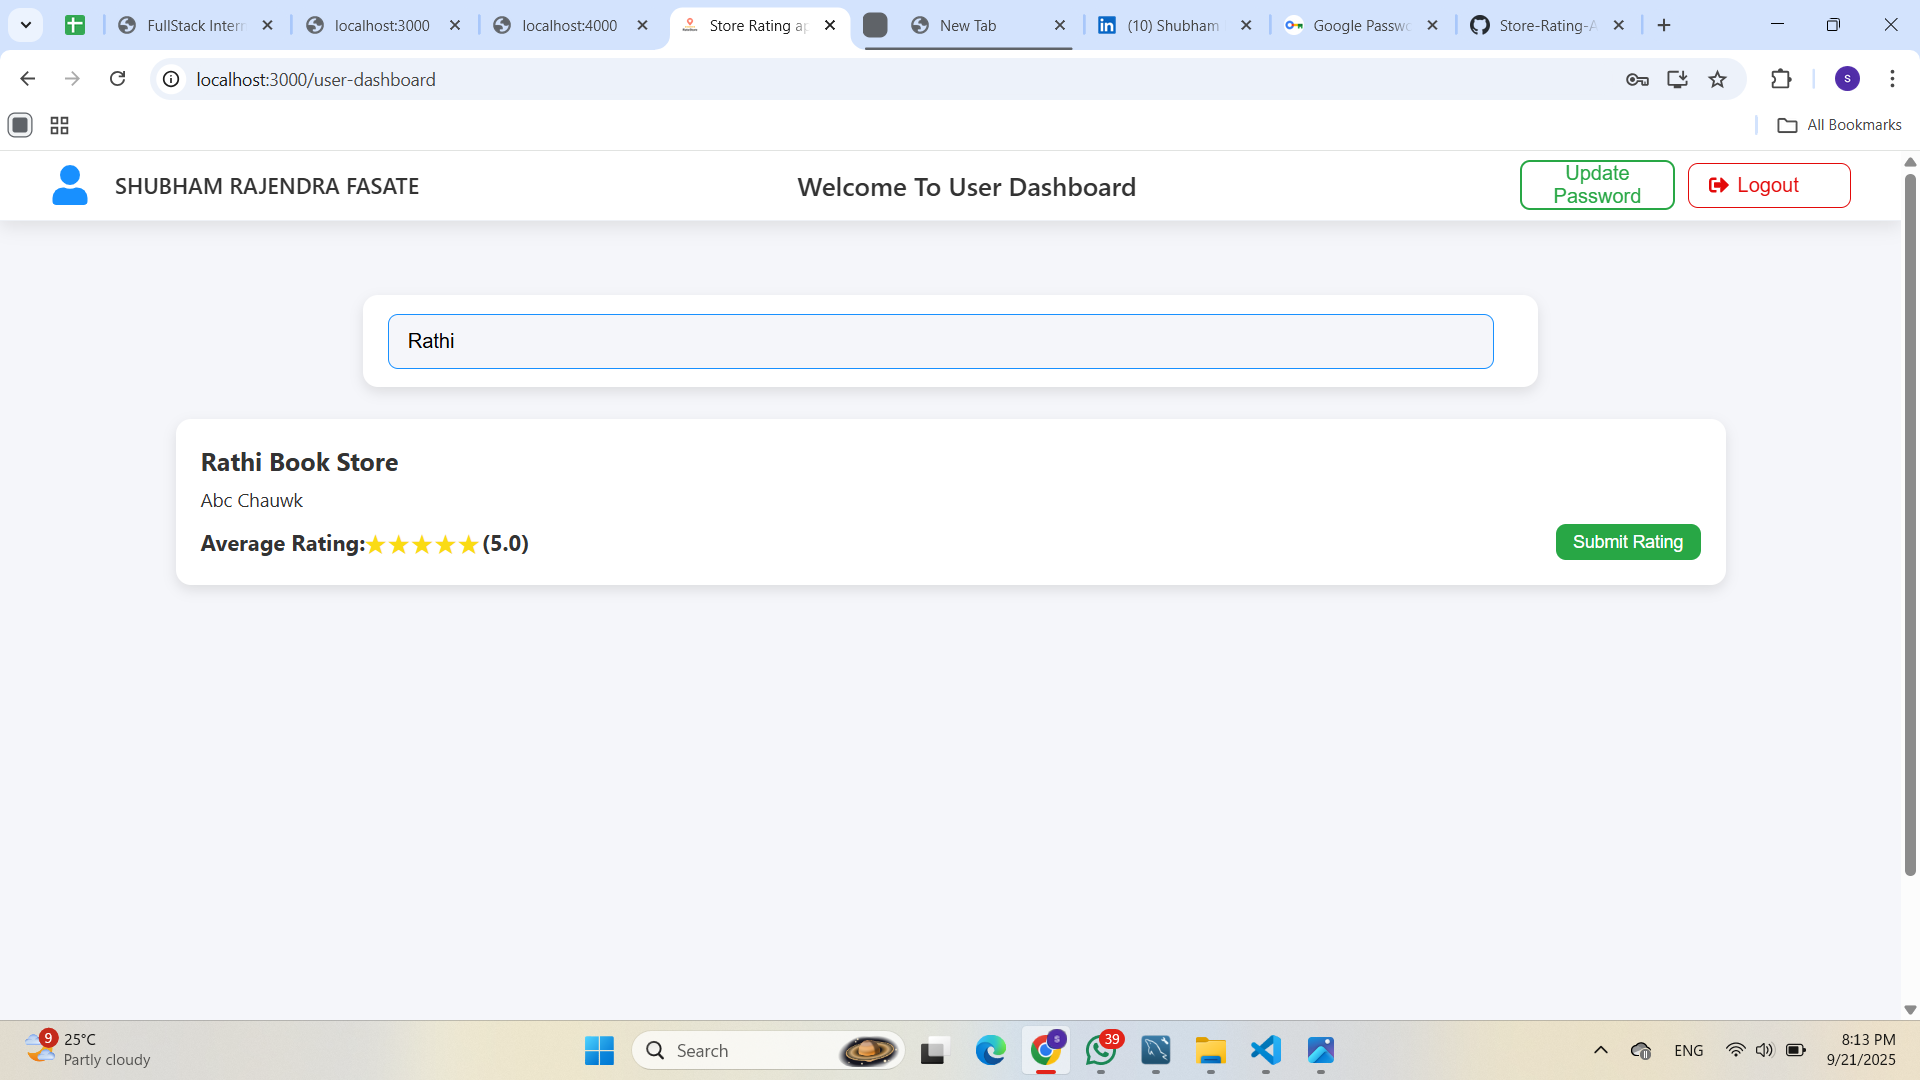 FullStack Intern
localhost:3000
localhost:4000
Store Rating ap
New Tab
(10) Shubham
Google Passwo
Store-Rating-A
localhost:3000/user-dashboard
S
All Bookmarks
SHUBHAM RAJENDRA FASATE
Welcome To User Dashboard
Update
Password
Logout
Rathi
Rathi Book Store
Abc Chauwk
Average Rating:★★★★★(5.0)
Submit Rating
9
25°C
Partly cloudy
Search
S
39
ENG
8:13 PM
9/21/2025